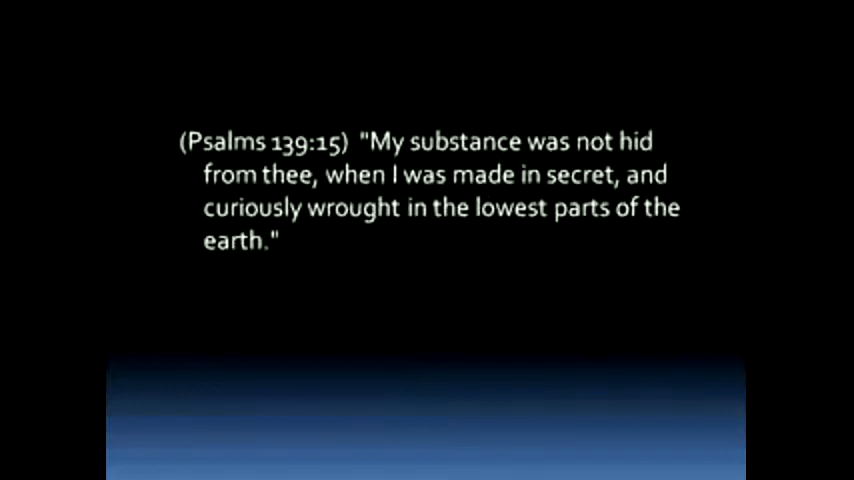 (Psalms 139:15)  "My substance was not hid
from thee, when I was made in secret, and
curiously wrought in the lowest parts of the
earth."